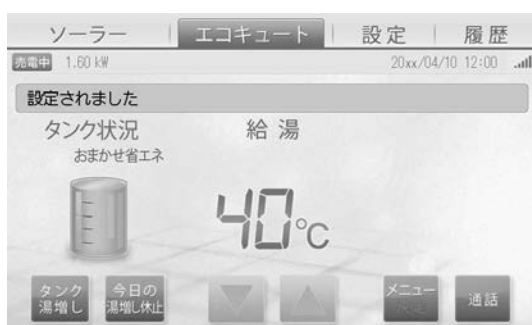 ソーラー エコキュート 設定 履歴
売電中 1.60 kW 20xx/04/10 12:00
設定されました
タンク状況 給湯
おまかせ省エネ
40℃
タンク 今日の メニュー 通話
湯増し 湯増し休止 決定